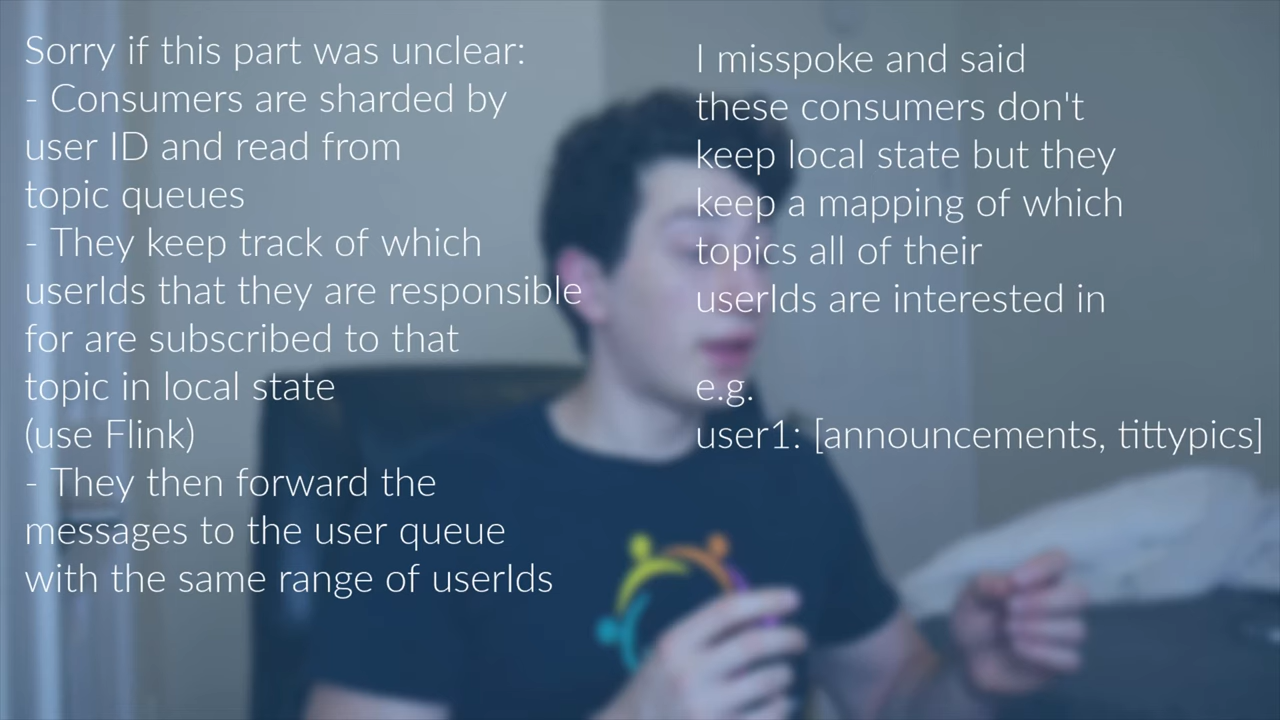 Sorry if this part was unclear:
- Consumers are sharded by
user ID and read from
topic queues
- They keep track of which
userIds that they are responsible
for are subscribed to that
topic in local state
(use Flink)
- They then forward the
messages to the user queue
with the same range of userIds
I misspoke and said
these consumers don't
keep local state but they
keep a mapping of which
topics all of their
userIds are interested in
e.g.
user1: [announcements, tittypics]